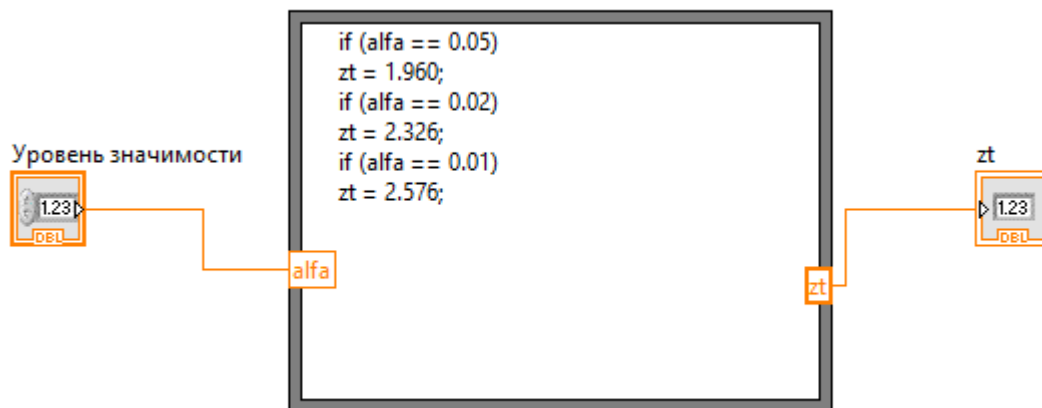 if (alfa == 0.05)
zt = 1.960;
if (alfa == 0.02)
zt = 2.326;
if (alfa == 0.01)
zt = 2.576;
Уровень значимости
1.23
DBL
alfa
zt
zt
1.23
DBL